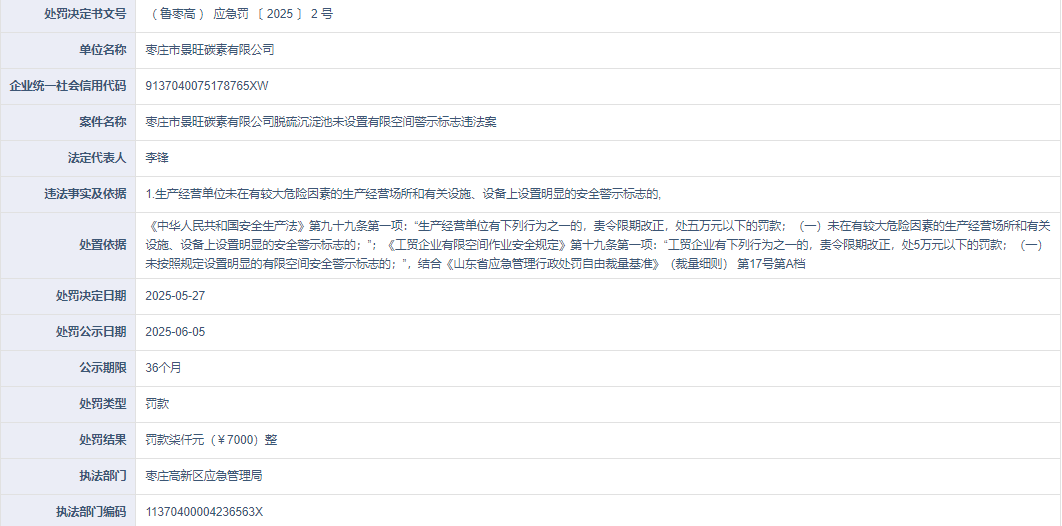 处罚决定书文号 （ 鲁枣高 ） 应急罚 〔 2025 〕 2 号
单位名称 枣庄市景旺碳素有限公司
企业统一社会信用代码 9137040075178765XW
案件名称 枣庄市景旺碳素有限公司脱硫沉淀池未设置有限空间警示标志违法案
法定代表人 李锋
违法事实及依据 1.生产经营单位未在有较大危险因素的生产经营场所和有关设施、设备上设置明显的安全警示标志的,
《中华人民共和国安全生产法》第九十九条第一项：“生产经营单位有下列行为之一的，责令限期改正，处五万元以下的罚款；（一）未在有较大危险因素的生产经营场所和有关
处置依据 设施、设备上设置明显的安全警示标志的；”；《工贸企业有限空间作业安全规定》第十九条第一项：“工贸企业有下列行为之一的，责令限期改正，处5万元以下的罚款；（一）
未按照规定设置明显的有限空间安全警示标志的；”，结合《山东省应急管理行政处罚自由裁量基准》（裁量细则） 第17号第A档
处罚决定日期 2025-05-27
处罚公示日期 2025-06-05
公示期限 36个月
处罚类型 罚款
处罚结果 罚款柒仟元（￥7000）整
执法部门 枣庄高新区应急管理局
执法部门编码 11370400004236563X